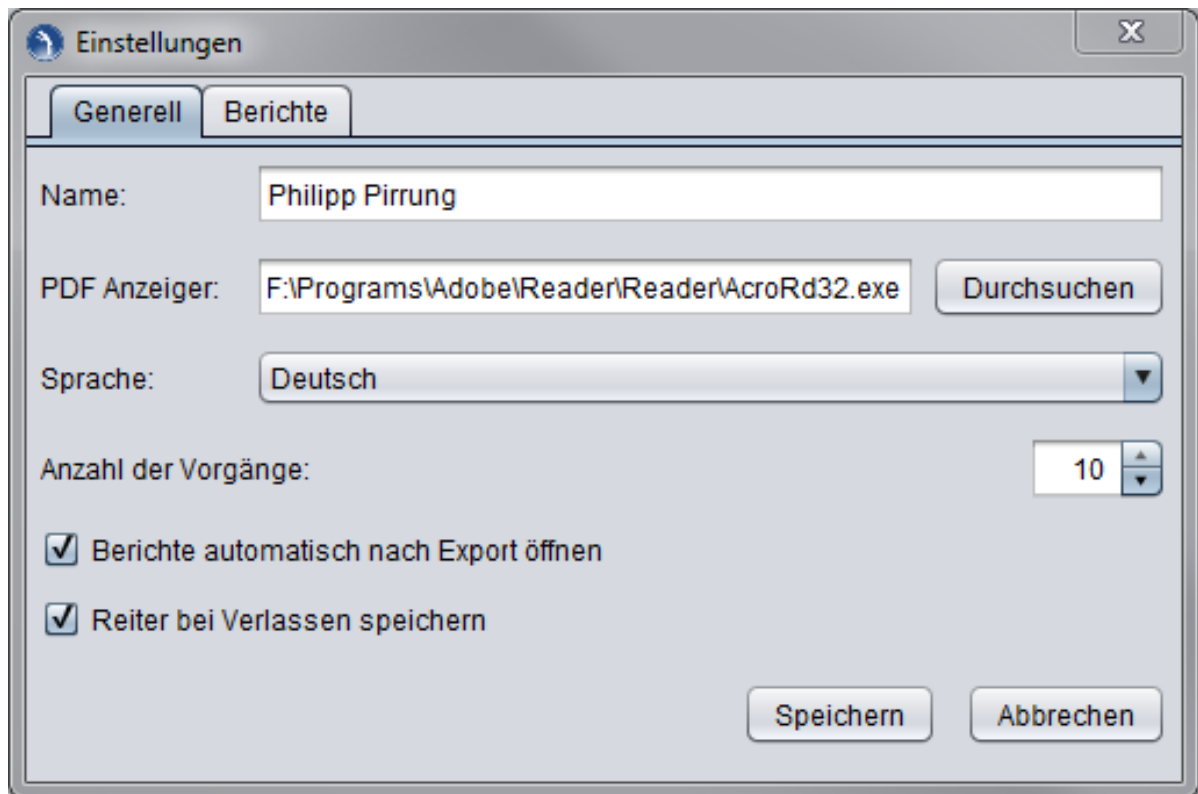 Einstellungen
Generell Berichte
Name: Philipp Pirrung
PDF Anzeiger: F:\Programs\Adobe\Reader\Reader\AcroRd32.exe Durchsuchen
Sprache: Deutsch
Anzahl der Vorgänge: 10
Berichte automatisch nach Export öffnen
Reiter bei Verlassen speichern
Speichern Abbrechen